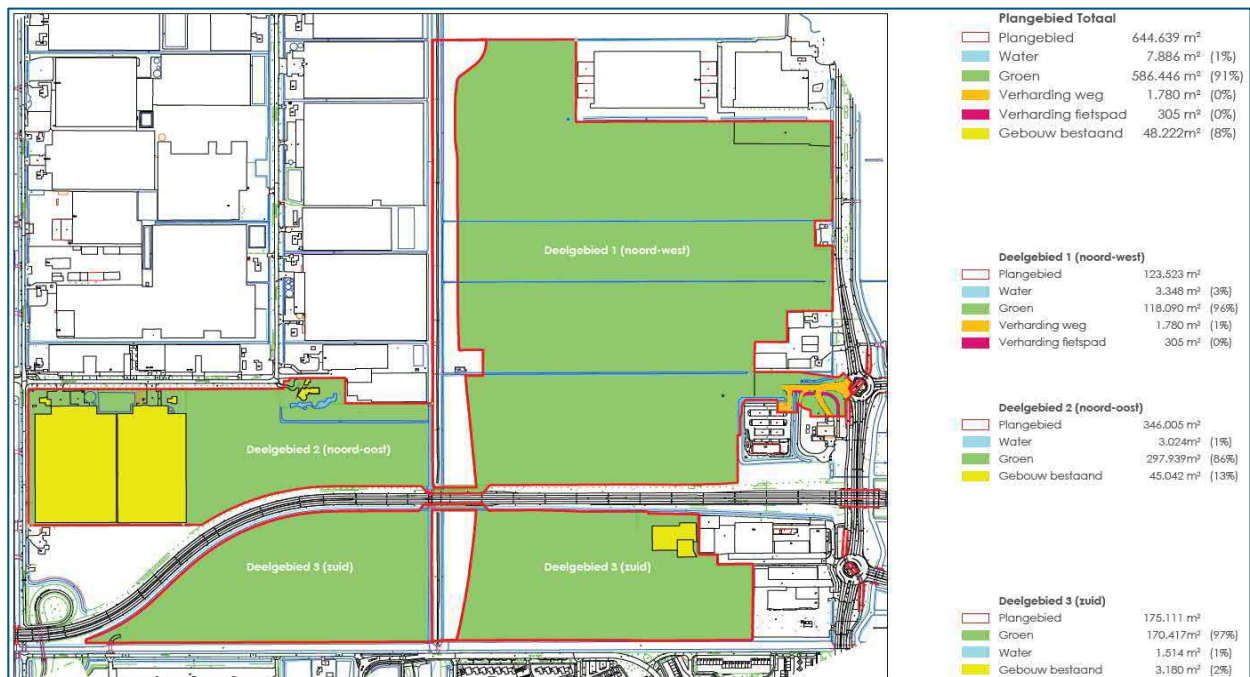 Plangebied Totaal
Plangebied 644.639 m²
Water 7.886 m² (1%)
Groen 586.446 m² (91%)
Verharding weg 1.780 m² (0%)
Verharding fietspad 305 m² (0%)
Gebouw bestaand 48.222m² (8%)
Deelgebied 1 (noord-west)
Deelgebied 2 (noord-oost)
Deelgebied 3 (zuid)
Deelgebied 3 (zuid)
Deelgebied 1 (noord-west)
Plangebied 123.523 m²
Water 3.348 m² (3%)
Groen 118.090 m² (96%)
Verharding weg 1.780 m² (1%)
Verharding fietspad 305 m² (0%)
Deelgebied 2 (noord-oost)
Plangebied 346.005 m²
Water 3.024m² (1%)
Groen 297.939m² (86%)
Gebouw bestaand 45.042 m² (13%)
Deelgebied 3 (zuid)
Plangebied 175.111 m²
Groen 170.417m² (97%)
Water 1.514 m² (1%)
Gebouw bestaand 3.180 m² (2%)